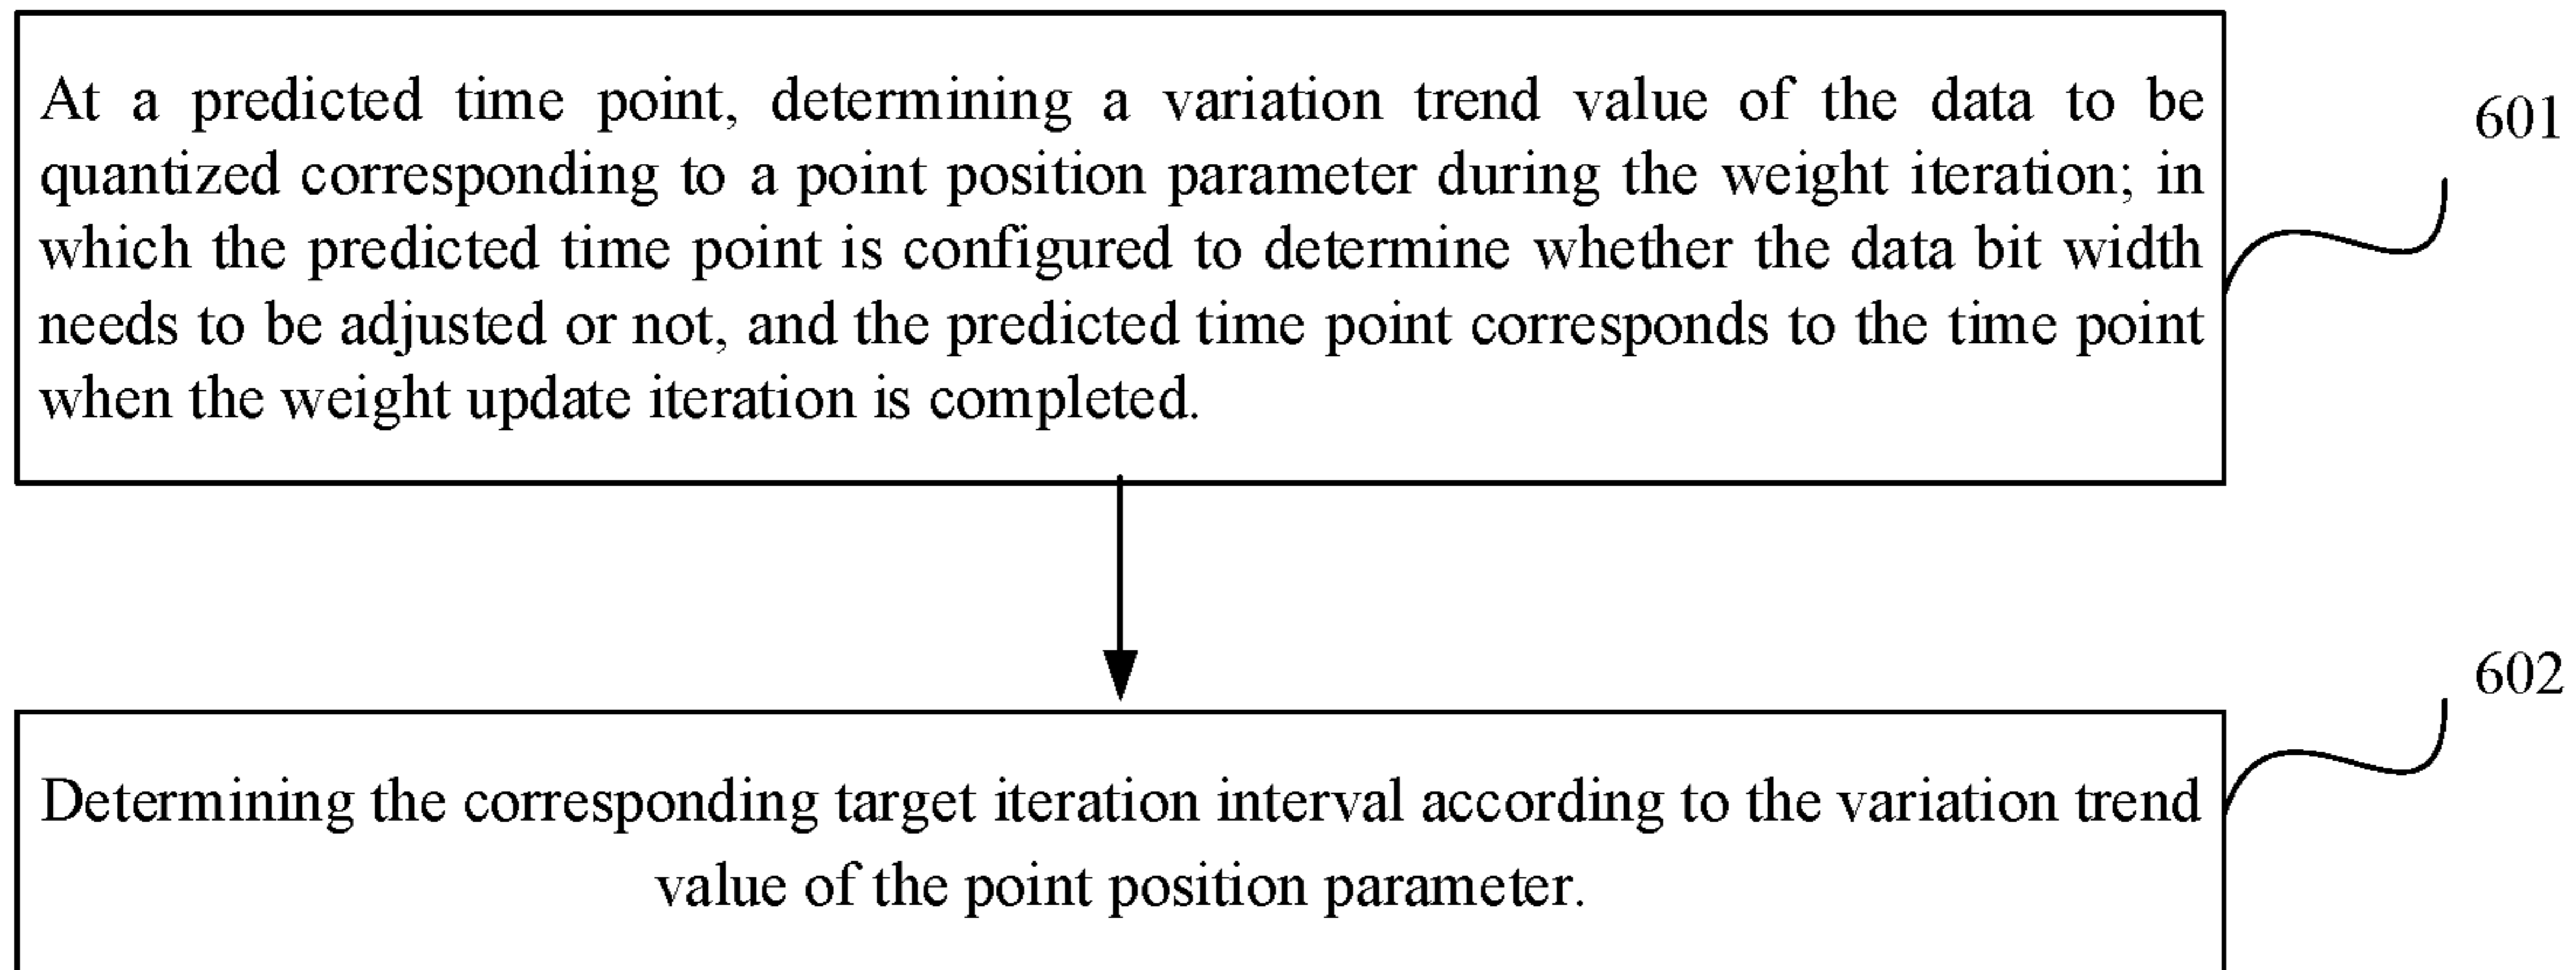 At a predicted time point, determining a variation trend value of the data to be
quantized corresponding to a point position parameter during the weight iteration; in
which the predicted time point is configured to determine whether the data bit width
needs to be adjusted or not, and the predicted time point corresponds to the time point
when the weight update iteration is completed.
601
602
Determining the corresponding target iteration interval according to the variation trend
value of the point position parameter.